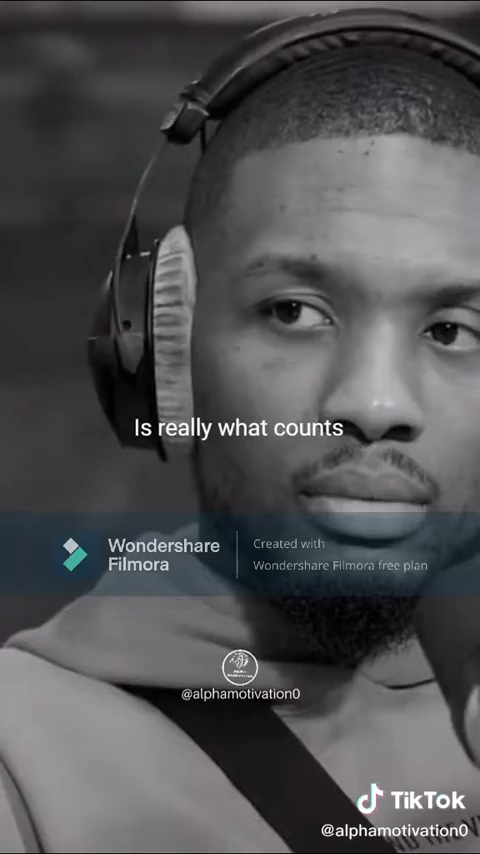 Is really what counts
Wondershare
Filmora
Created with
Wondershare Filmora free plan
@alphamotivation0
TikTok
@alphamotivation0